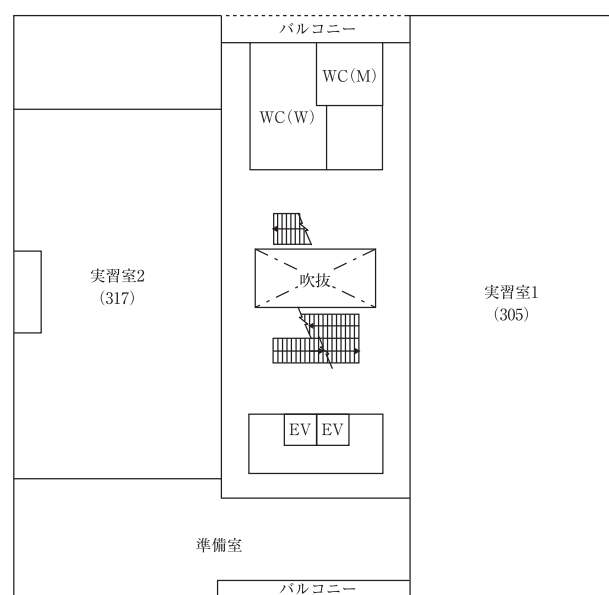 バルコニー
WC(M)
WC(W)
吹抜
実習室2
(317)
実習室1
(305)
EV EV
準備室
バルコニー